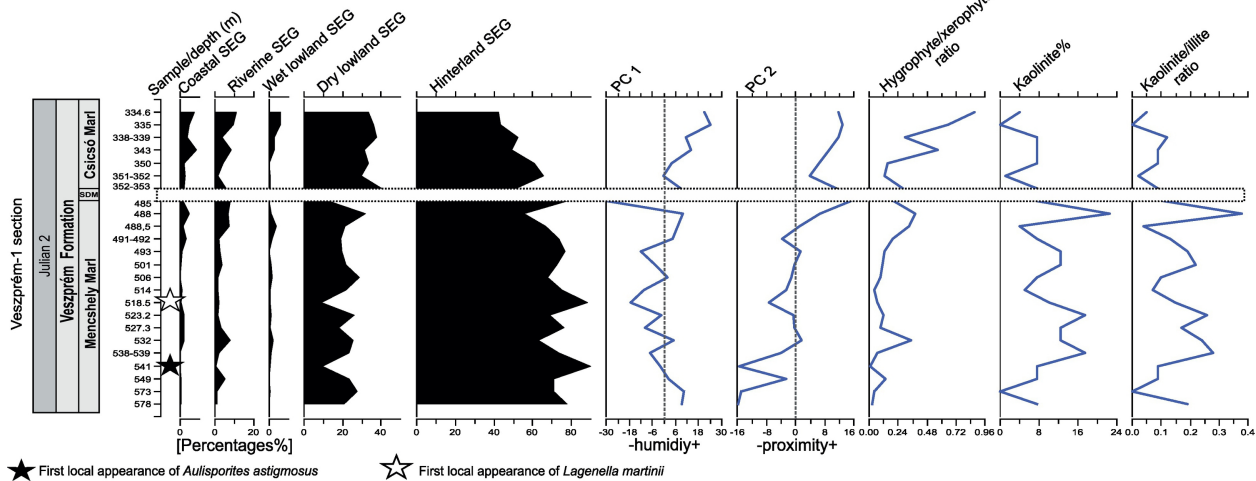 Sample/depth (m)
Coastal SEG
Riverine SEG
Wet lowland SEG
Dry lowland SEG
Hinterland SEG
PC 1
PC 2
Hygrophyte/xerophyte
ratio
Kaolinite%
Kaolinite/illite
ratio
Veszprém-1 section
Julian 2
Veszprém Formation
Csicsó Marl
SDM
Mencshely Marl
334.6
335
338-339
343
350
351-352
352-353
485
488
488,5
491-492
493
501
506
514
518.5
523.2
527.3
532
538-539
541
549
573
578
0 0 20 0 0 20 40 0 20 40 60 80 -30 -18 -6 6 18 30 -16 -8 0 8 16 0.00 0.24 0.48 0.72 0.96 0 8 16 24 0.0 0.1 0.2 0.3 0.4
[Percentages%] -humidiy+ -proximity+
First local appearance of Aulisporites astigmosus First local appearance of Lagenella martinii